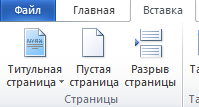 Файл Главная Вставка
Титульная Пустая Разрыв
страница страница страницы
Страницы